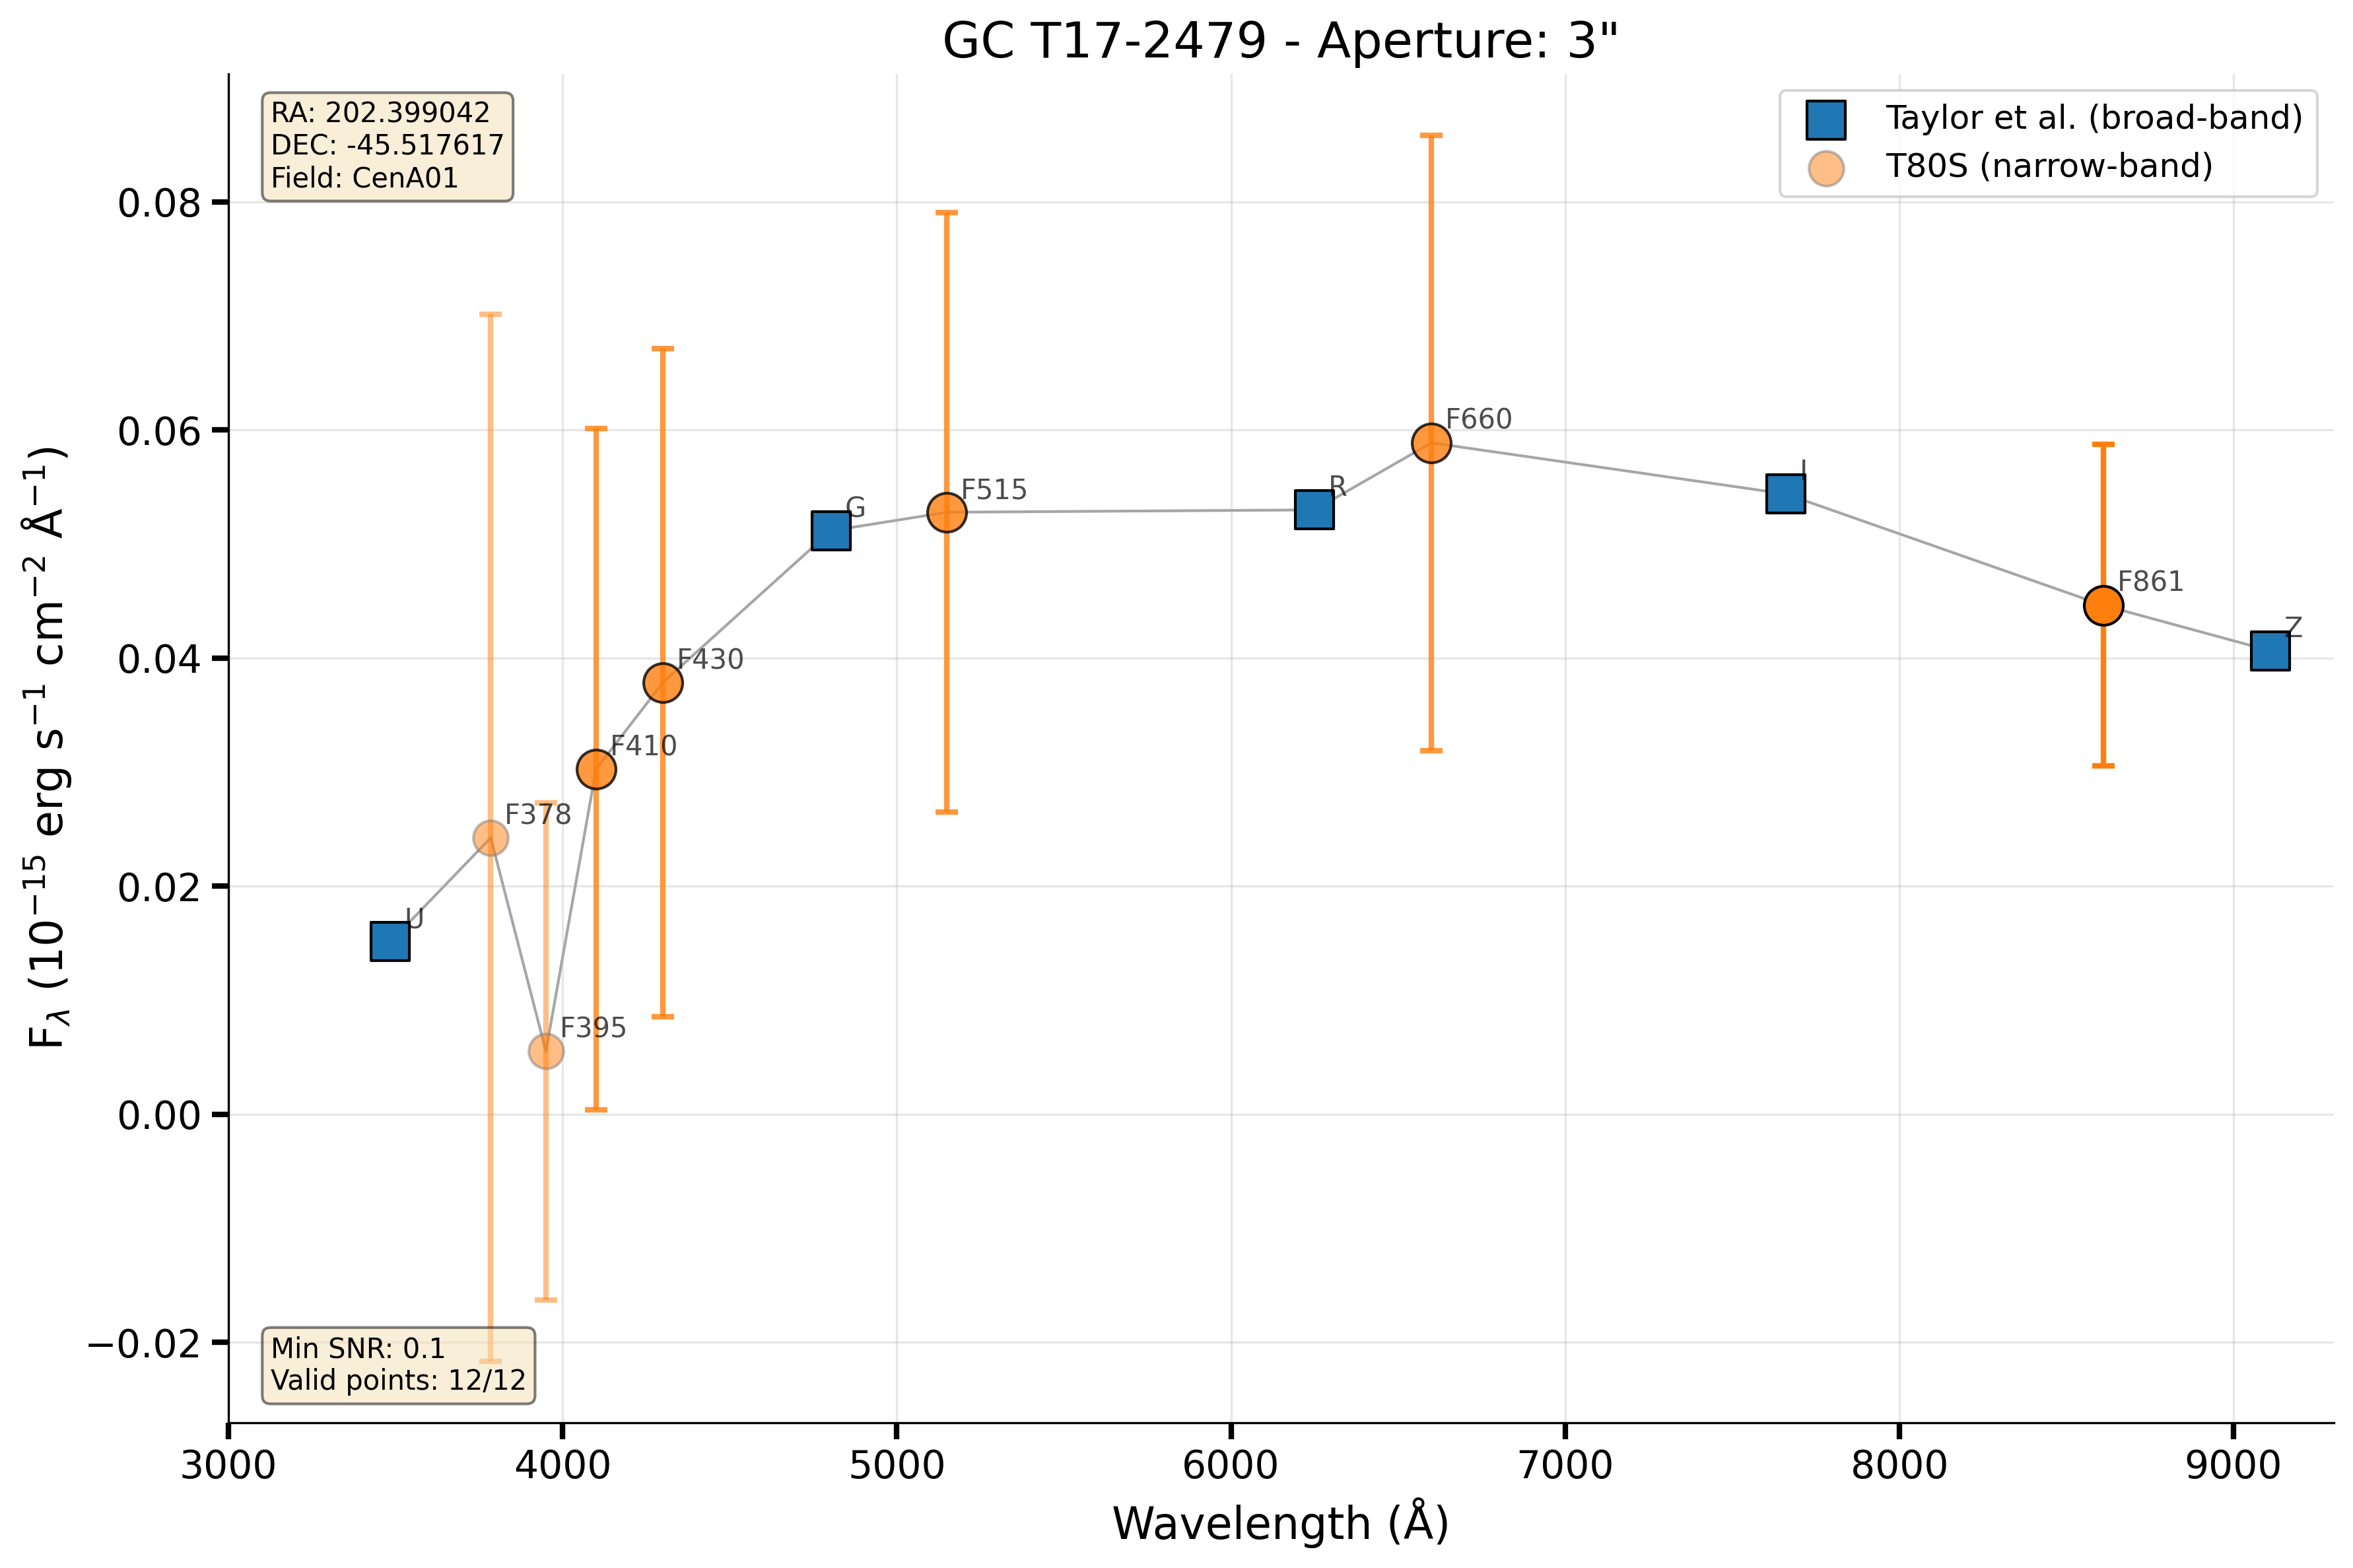 GC T17-2479 - Aperture: 3"
RA: 202.399042
DEC: -45.517617
Field: CenA01
Taylor et al. (broad-band)
T80S (narrow-band)
0.08
0.06
0.04
0.02
0.00
−0.02
F_λ (10⁻¹⁵ erg s⁻¹ cm⁻² Å⁻¹)
U
F378
F395
F410
F430
G
F515
R
F660
I
F861
Z
Min SNR: 0.1
Valid points: 12/12
3000 4000 5000 6000 7000 8000 9000
Wavelength (Å)